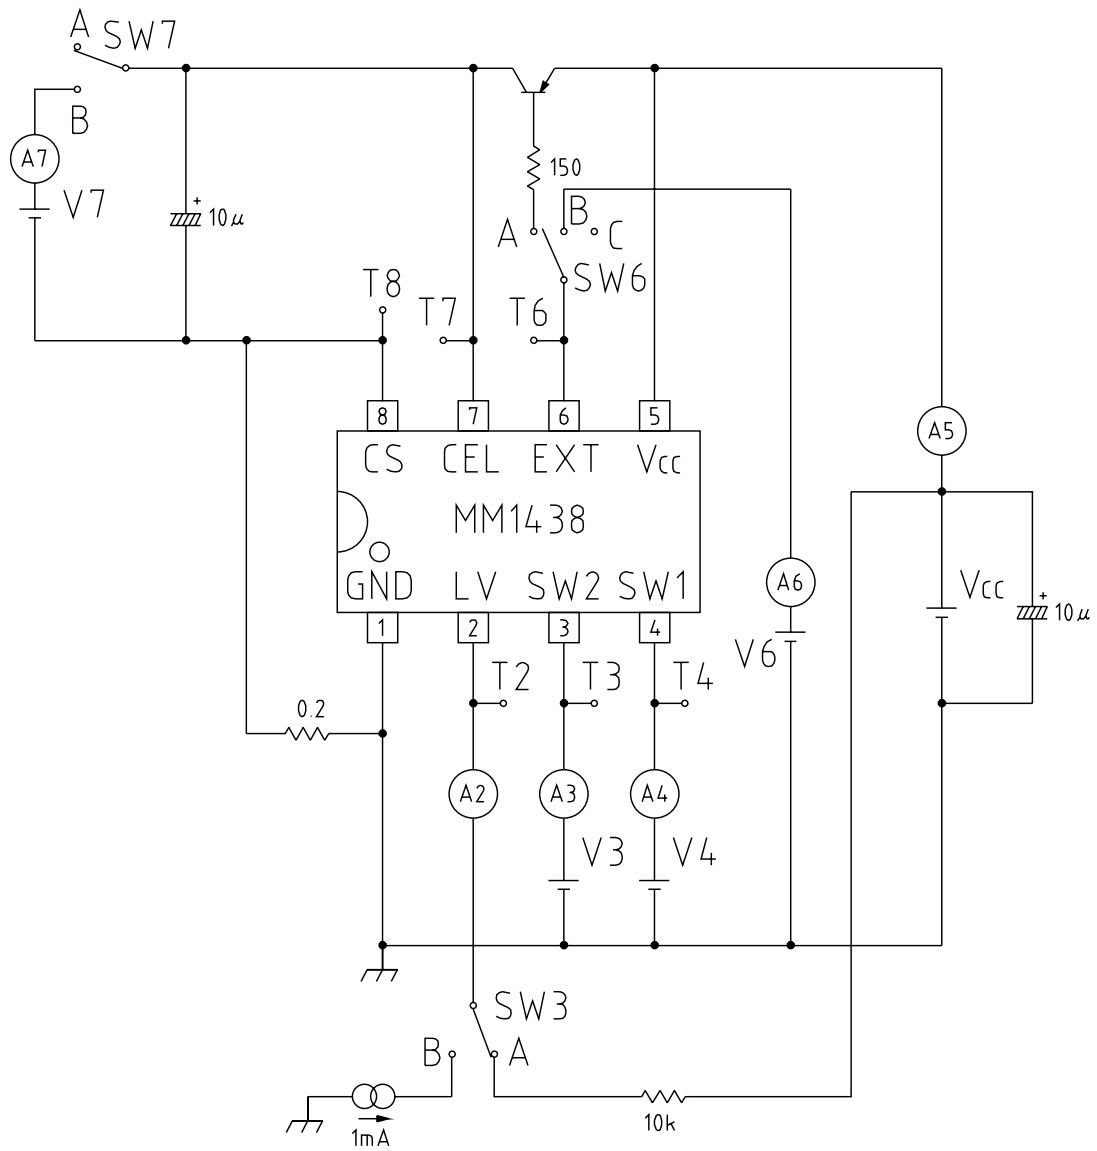 A
SW7
B
A7
V7
+
10μ
150
A
B
C
SW6
T8
T7
T6
8
7
6
5
CS
CEL
EXT
Vcc
MM1438
GND
LV
SW2
SW1
1
2
3
4
A5
A6
V6
Vcc
+
10μ
T2
T3
T4
0.2
A2
A3
A4
V3
V4
SW3
B
A
1mA
10k